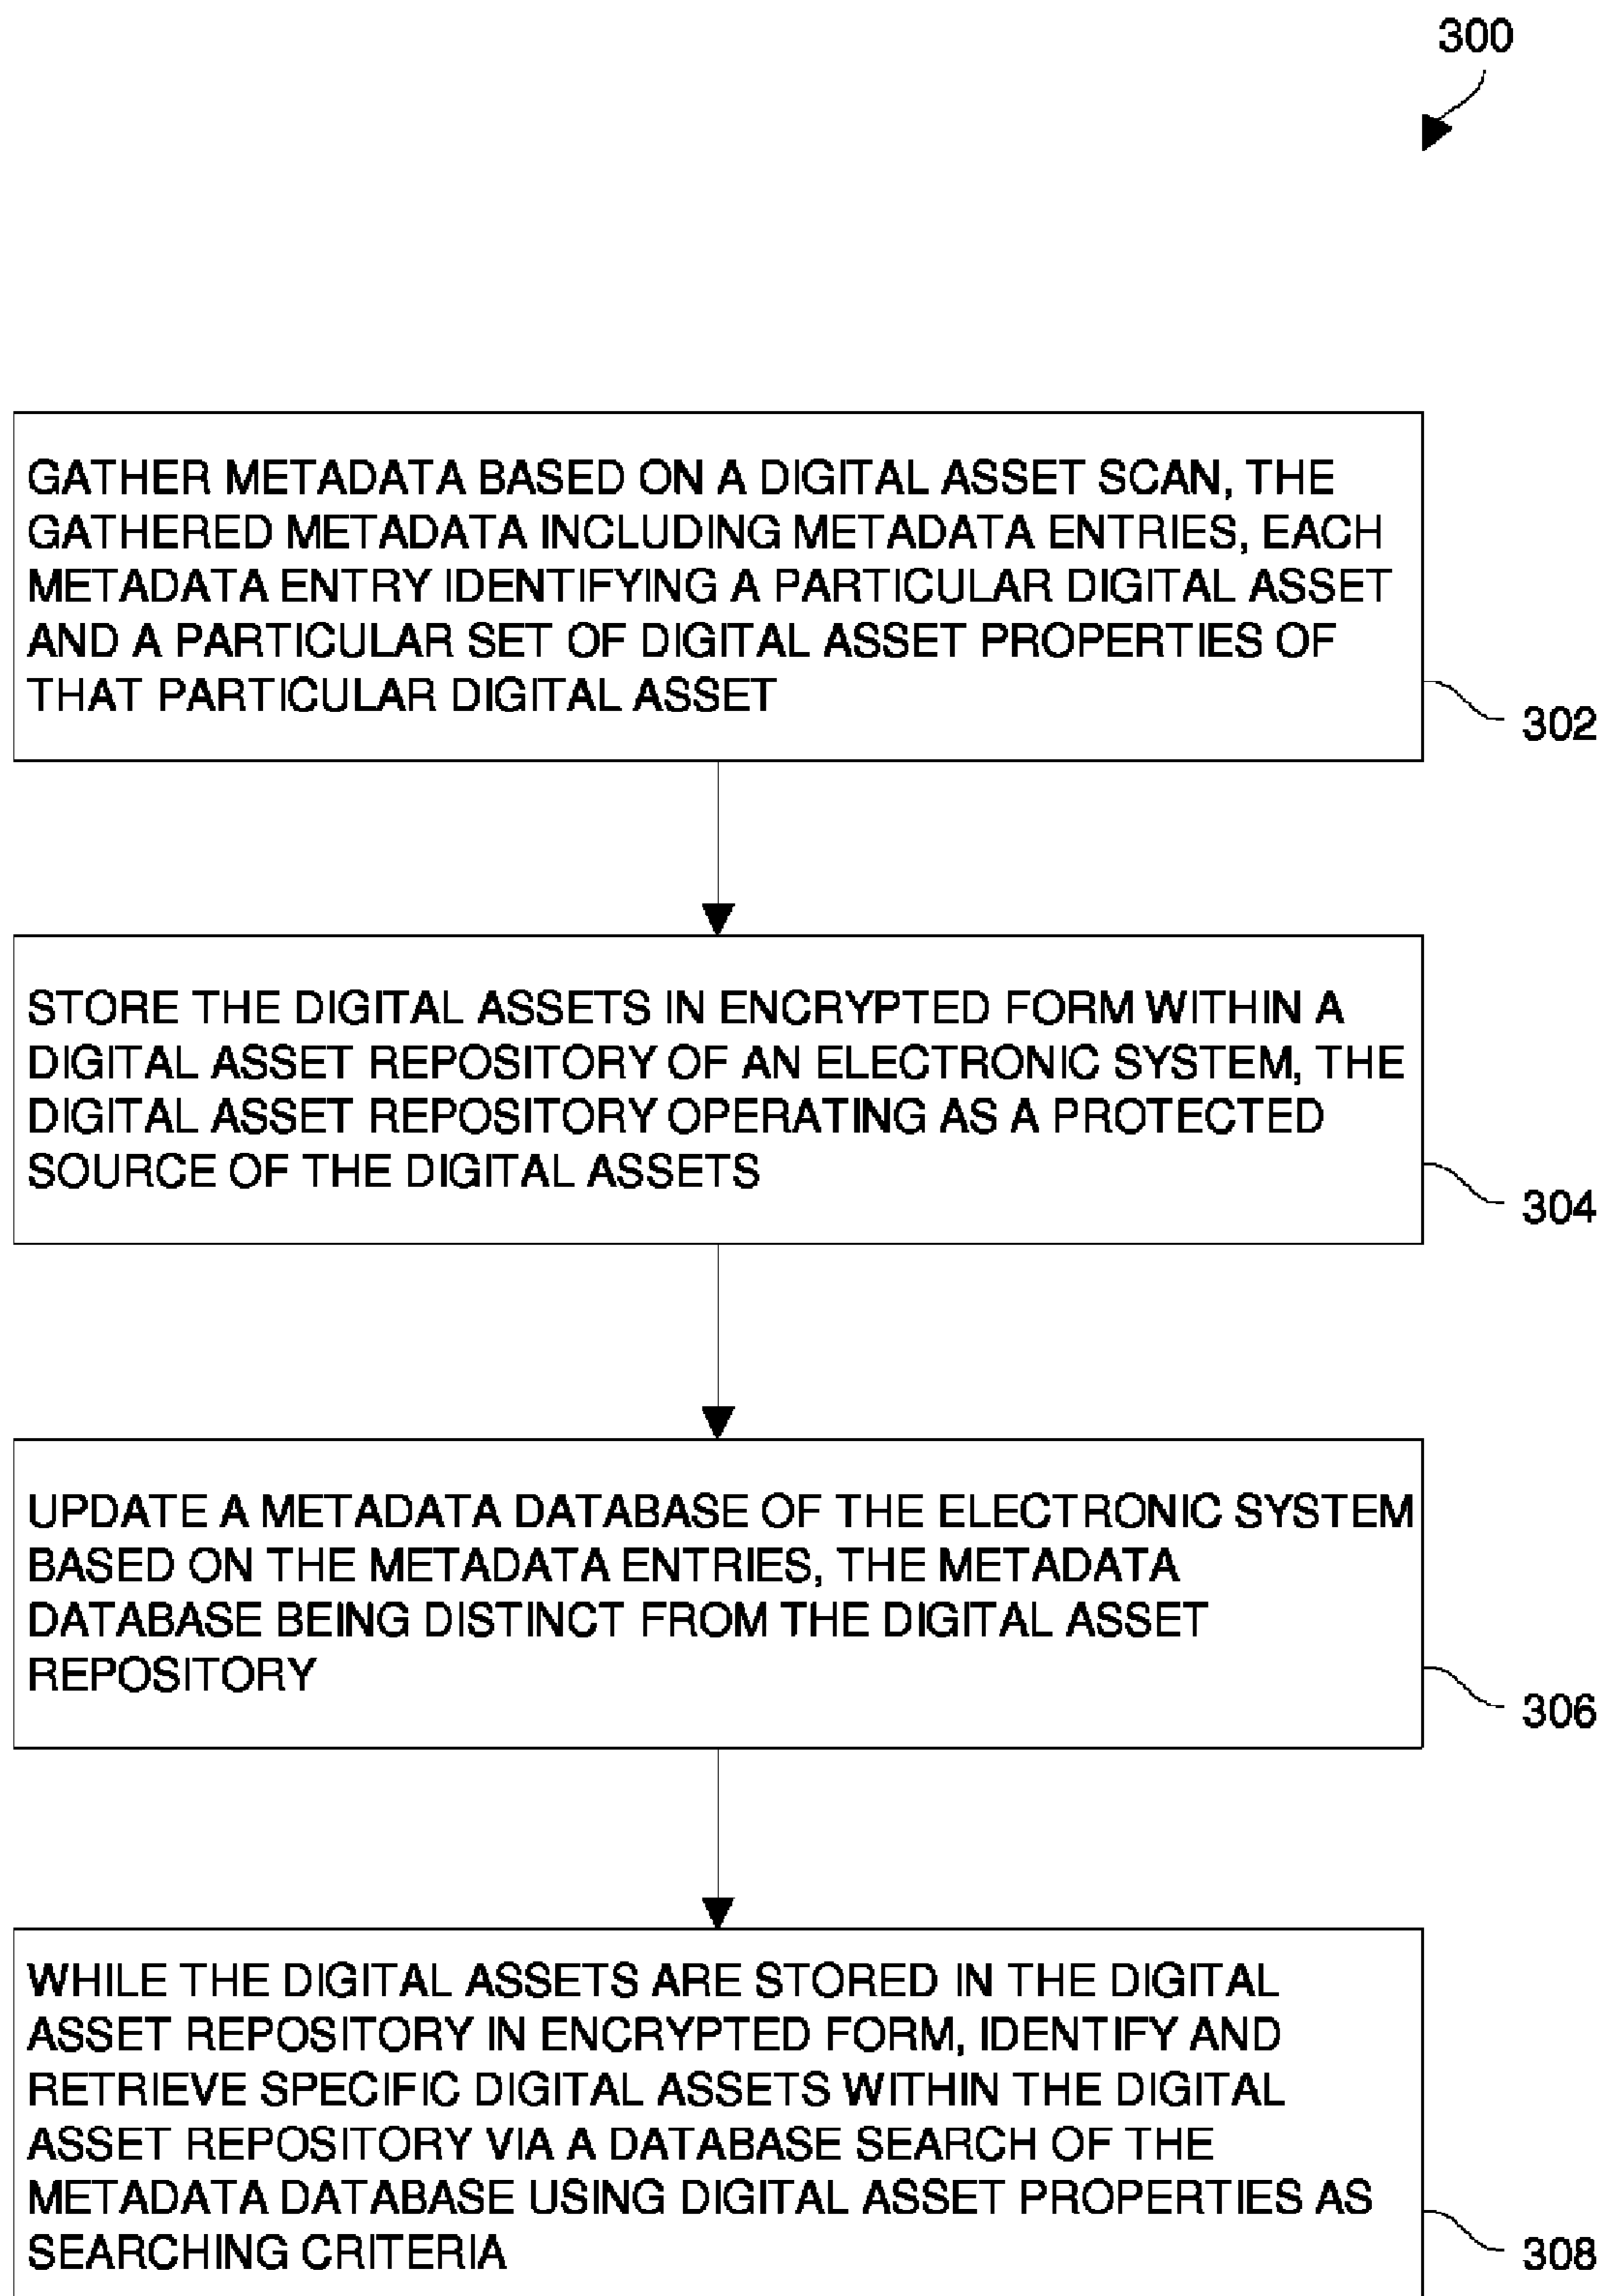 300
GATHER METADATA BASED ON A DIGITAL ASSET SCAN, THE
GATHERED METADATA INCLUDING METADATA ENTRIES, EACH
METADATA ENTRY IDENTIFYING A PARTICULAR DIGITAL ASSET
AND A PARTICULAR SET OF DIGITAL ASSET PROPERTIES OF
THAT PARTICULAR DIGITAL ASSET
302
STORE THE DIGITAL ASSETS IN ENCRYPTED FORM WITHIN A
DIGITAL ASSET REPOSITORY OF AN ELECTRONIC SYSTEM, THE
DIGITAL ASSET REPOSITORY OPERATING AS A PROTECTED
SOURCE OF THE DIGITAL ASSETS
304
UPDATE A METADATA DATABASE OF THE ELECTRONIC SYSTEM
BASED ON THE METADATA ENTRIES, THE METADATA
DATABASE BEING DISTINCT FROM THE DIGITAL ASSET
REPOSITORY
306
WHILE THE DIGITAL ASSETS ARE STORED IN THE DIGITAL
ASSET REPOSITORY IN ENCRYPTED FORM, IDENTIFY AND
RETRIEVE SPECIFIC DIGITAL ASSETS WITHIN THE DIGITAL
ASSET REPOSITORY VIA A DATABASE SEARCH OF THE
METADATA DATABASE USING DIGITAL ASSET PROPERTIES AS
SEARCHING CRITERIA
308